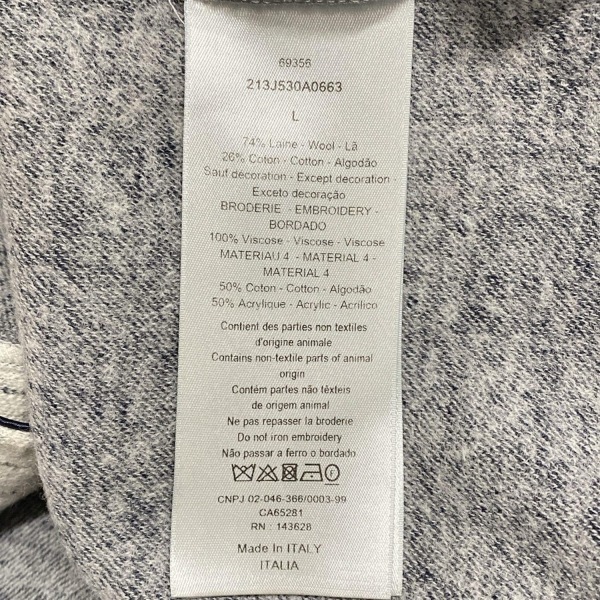 69356
213J530A0663
L
74% Laine - Wool - Lã
26% Coton - Cotton - Algodão
Sauf decoration - Except decoration -
Exceto decoração
BRODERIE - EMBROIDERY -
BORDADO
100% Viscose - Viscose - Viscose
MATERIAU 4 - MATERIAL 4 -
MATERIAL 4
50% Coton - Cotton - Algodão
50% Acrylique - Acrylic - Acrilico
Contient des parties non textiles
d'origine animale
Contains non-textile parts of animal
origin
Contém partes não têxteis
de origem animal
Ne pas repasser la broderie
Do not iron embroidery
Não passar a ferro o bordado
CNPJ 02-046-366/0003-99
CA65281
RN : 143628
Made In ITALY
ITALIA